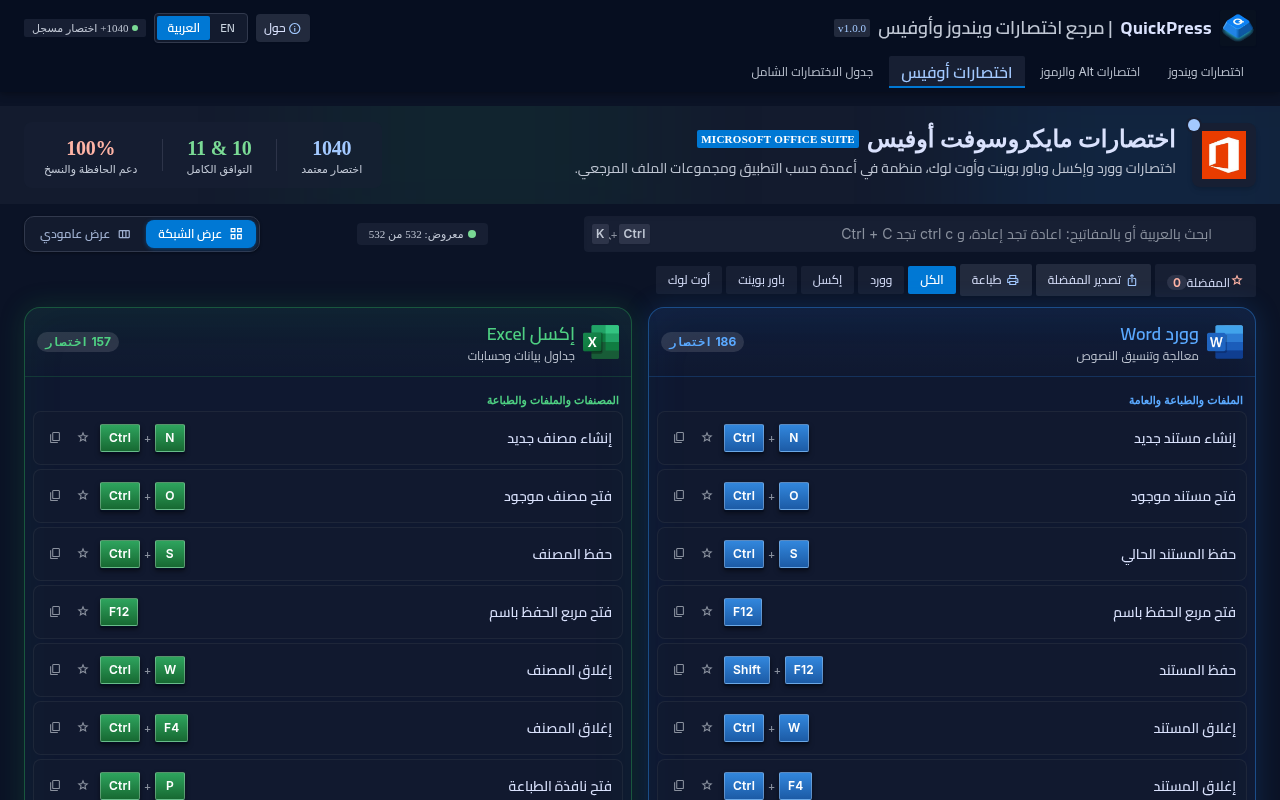 QuickPress | مرجع اختصارات ويندوز وأوفيس v1.0.0
حول
EN العربية
1040+ اختصار مسجل
اختصارات ويندوز
اختصارات Alt والرموز
اختصارات أوفيس
جدول الاختصارات الشامل
اختصارات مايكروسوفت أوفيس MICROSOFT OFFICE SUITE
اختصارات وورد وإكسل وباور بوينت وأوت لوك، منظمة في أعمدة حسب التطبيق ومجموعات الملف المرجعي.
1040
اختصار معتمد
10 & 11
التوافق الكامل
100%
دعم الحافظة والنسخ
ابحث بالعربية أو بالمفاتيح: اعادة تجد إعادة، و ctrl c تجد Ctrl + C
Ctrl + K
معروض: 532 من 532
عرض الشبكة
عرض عامودي
المفضلة 0
تصدير المفضلة
طباعة
الكل
وورد
إكسل
باور بوينت
أوت لوك
وورد Word
معالجة وتنسيق النصوص
186 اختصار
الملفات والطباعة والعامة
إنشاء مستند جديد Ctrl + N
فتح مستند موجود Ctrl + O
حفظ المستند الحالي Ctrl + S
فتح مربع الحفظ باسم F12
حفظ المستند Shift + F12
إغلاق المستند Ctrl + W
إغلاق المستند Ctrl + F4
إكسل Excel
جداول بيانات وحسابات
157 اختصار
المصنفات والملفات والطباعة
إنشاء مصنف جديد Ctrl + N
فتح مصنف موجود Ctrl + O
حفظ المصنف Ctrl + S
فتح مربع الحفظ باسم F12
إغلاق المصنف Ctrl + W
إغلاق المصنف Ctrl + F4
فتح نافذة الطباعة Ctrl + P